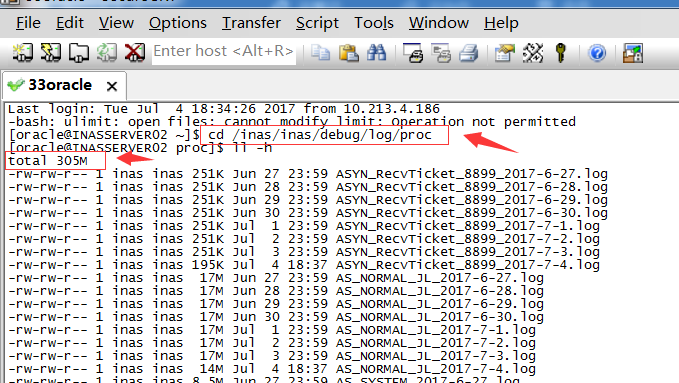 File Edit View Options Transfer Script Tools Window Help
Enter host <Alt+R>
33oracle
Last login: Tue Jul 4 18:34:26 2017 from 10.213.4.186
-bash: ulimit: open files: cannot modify limit: Operation not permitted
[oracle@INASSERVER02 ~]$ cd /inas/inas/debug/log/proc
[oracle@INASSERVER02 proc]$ ll -h
total 305M
-rw-rw-r-- 1 inas inas 251K Jun 27 23:59 ASYN_RecvTicket_8899_2017-6-27.log
-rw-rw-r-- 1 inas inas 251K Jun 28 23:59 ASYN_RecvTicket_8899_2017-6-28.log
-rw-rw-r-- 1 inas inas 251K Jun 29 23:59 ASYN_RecvTicket_8899_2017-6-29.log
-rw-rw-r-- 1 inas inas 251K Jun 30 23:59 ASYN_RecvTicket_8899_2017-6-30.log
-rw-rw-r-- 1 inas inas 251K Jul 1 23:59 ASYN_RecvTicket_8899_2017-7-1.log
-rw-rw-r-- 1 inas inas 251K Jul 2 23:59 ASYN_RecvTicket_8899_2017-7-2.log
-rw-rw-r-- 1 inas inas 251K Jul 3 23:59 ASYN_RecvTicket_8899_2017-7-3.log
-rw-rw-r-- 1 inas inas 195K Jul 4 18:37 ASYN_RecvTicket_8899_2017-7-4.log
-rw-rw-r-- 1 inas inas 17M Jun 27 23:59 AS_NORMAL_JL_2017-6-27.log
-rw-rw-r-- 1 inas inas 17M Jun 28 23:59 AS_NORMAL_JL_2017-6-28.log
-rw-rw-r-- 1 inas inas 17M Jun 29 23:59 AS_NORMAL_JL_2017-6-29.log
-rw-rw-r-- 1 inas inas 17M Jun 30 23:59 AS_NORMAL_JL_2017-6-30.log
-rw-rw-r-- 1 inas inas 17M Jul 1 23:59 AS_NORMAL_JL_2017-7-1.log
-rw-rw-r-- 1 inas inas 17M Jul 2 23:59 AS_NORMAL_JL_2017-7-2.log
-rw-rw-r-- 1 inas inas 17M Jul 3 23:59 AS_NORMAL_JL_2017-7-3.log
-rw-rw-r-- 1 inas inas 14M Jul 4 18:37 AS_NORMAL_JL_2017-7-4.log
-rw-rw-r-- 1 inas inas 8.5M Jun 27 23:59 AS_SYSTEM_2017-6-27.log